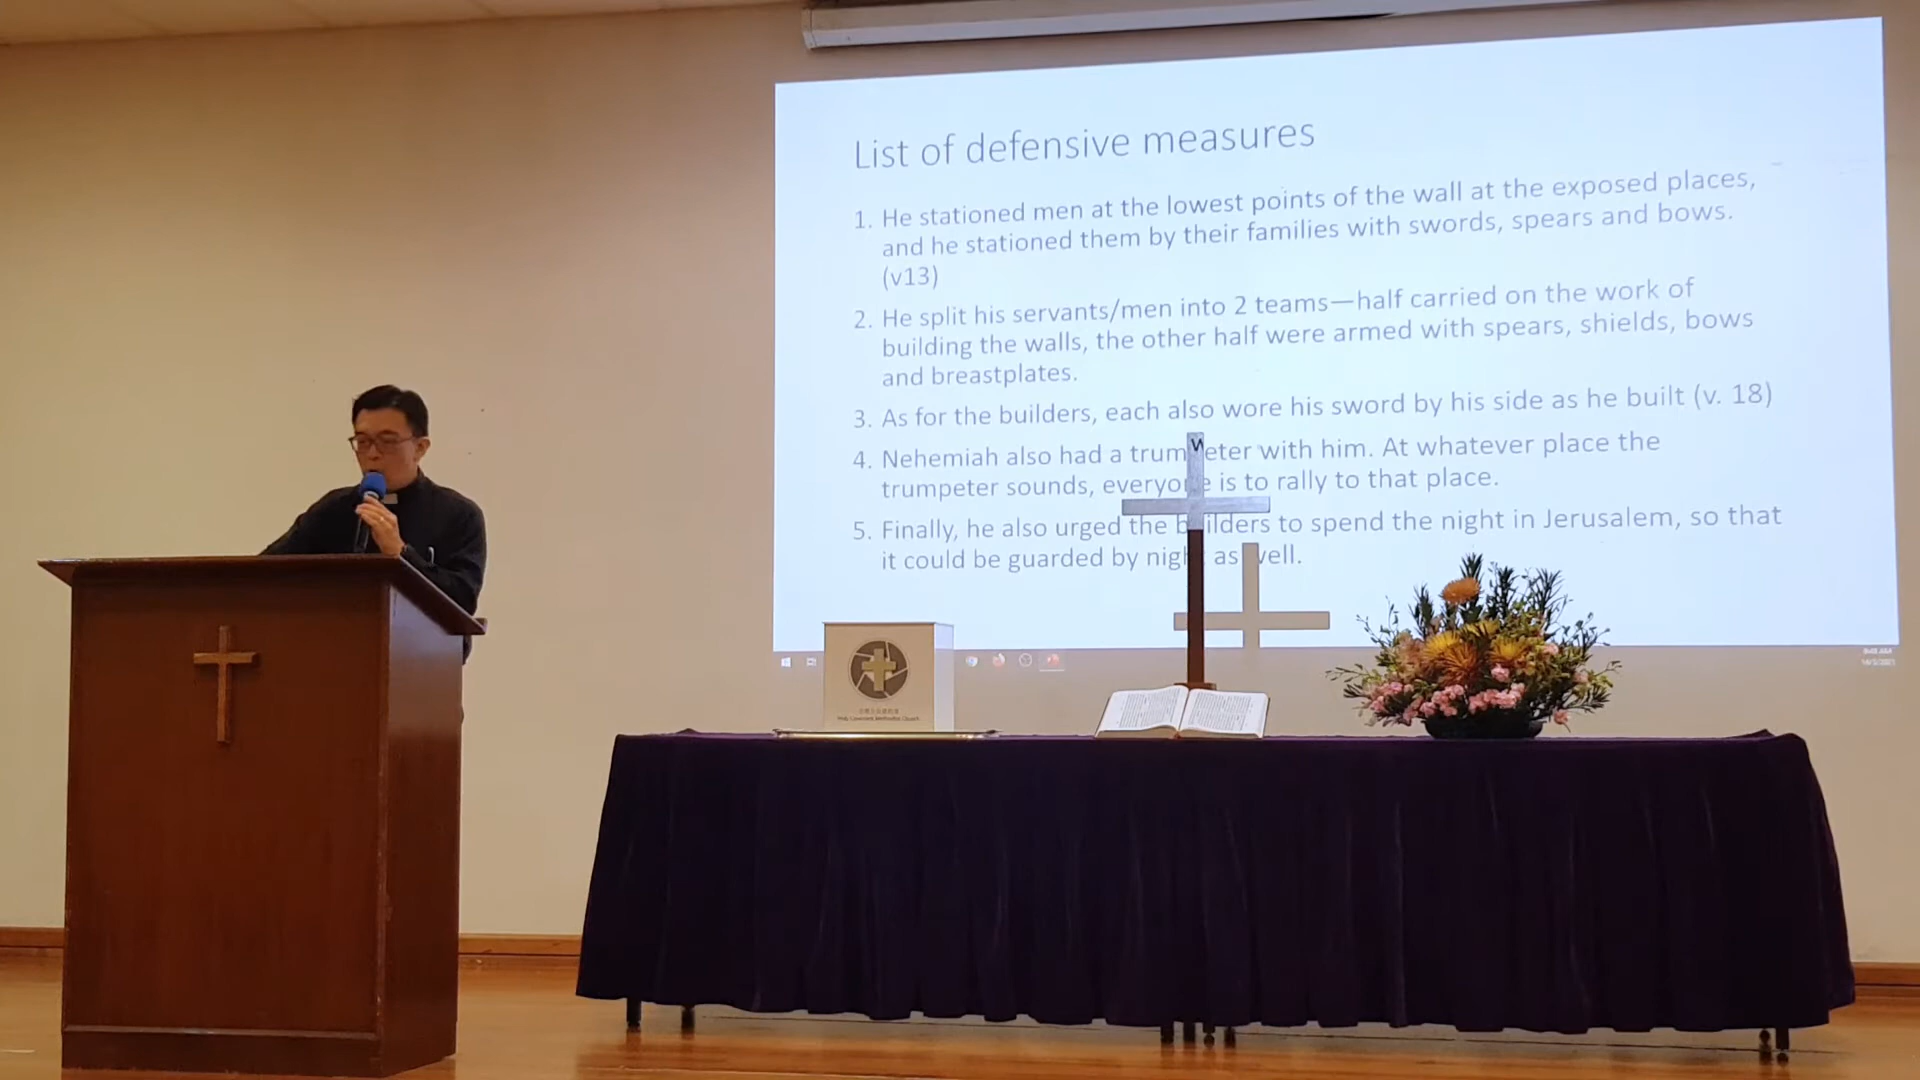 List of defensive measures
1. He stationed men at the lowest points of the wall at the exposed places,
and he stationed them by their families with swords, spears and bows.
(v13)
2. He split his servants/men into 2 teams—half carried on the work of
building the walls, the other half were armed with spears, shields, bows
and breastplates.
3. As for the builders, each also wore his sword by his side as he built (v. 18)
4. Nehemiah also had a trumpeter with him. At whatever place the
trumpeter sounds, everyone is to rally to that place.
5. Finally, he also urged the builders to spend the night in Jerusalem, so that
it could be guarded by night as well.
Holy Covenant Methodist Church